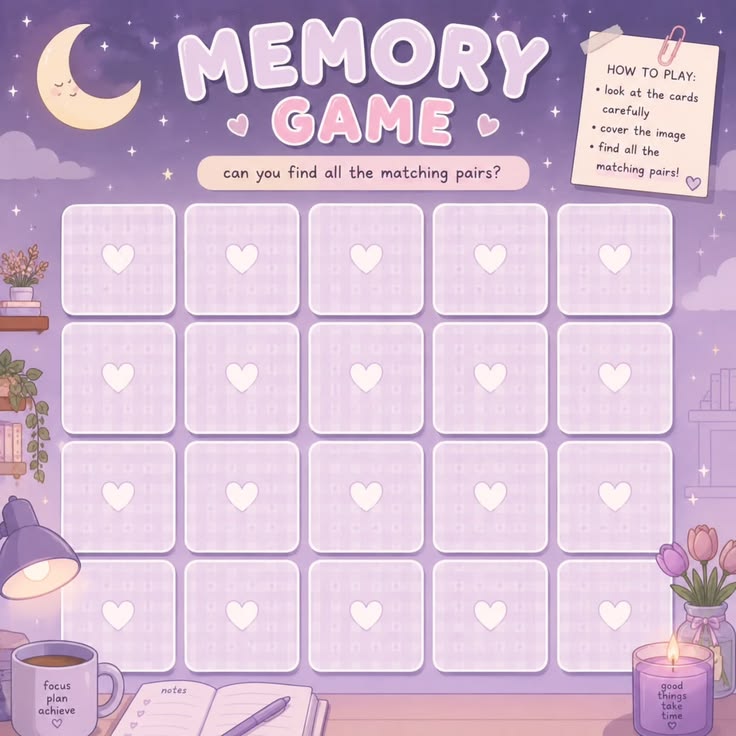 MEMORY
GAME
can you find all the matching pairs?
HOW TO PLAY:
• look at the cards
carefully
• cover the image
• find all the
matching pairs!
focus
plan
achieve
notes
good
things
take
time